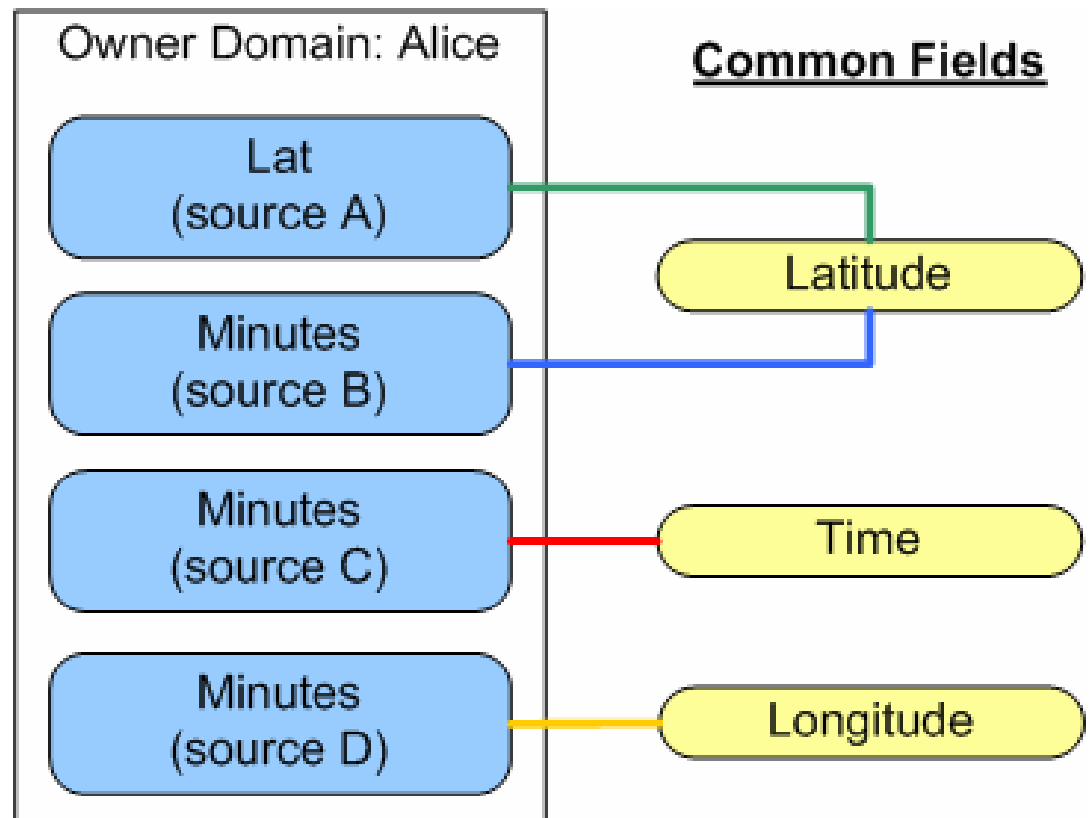 Owner Domain: Alice
Common Fields
Lat
(source A)
Latitude
Minutes
(source B)
Minutes
(source C)
Time
Minutes
(source D)
Longitude